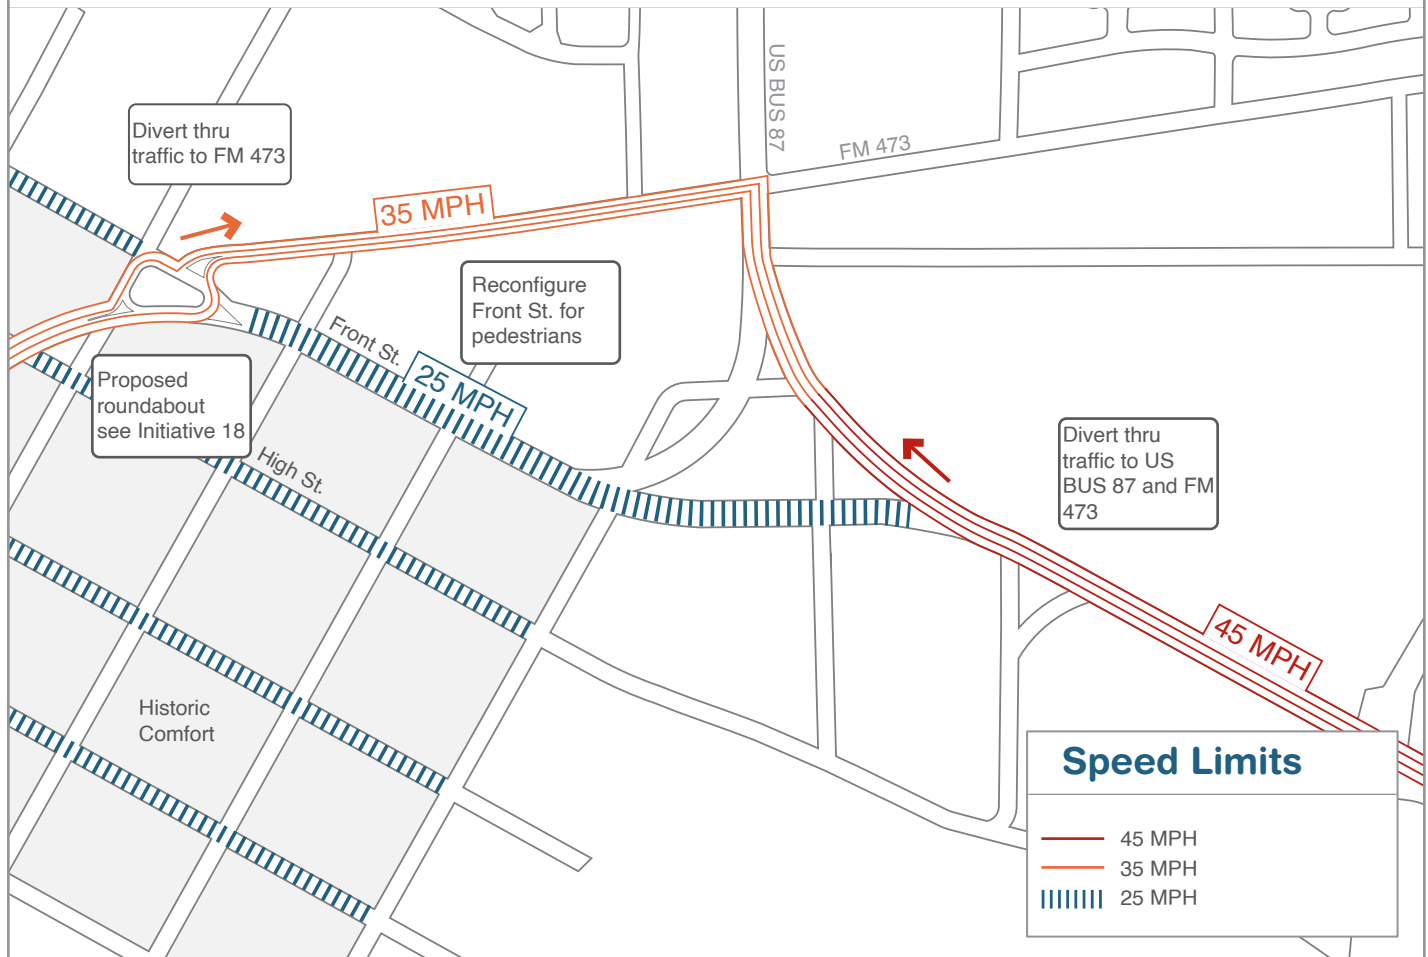 US BUS 87
FM 473
Divert thru
traffic to FM 473
35 MPH
Reconfigure
Front St. for
pedestrians
Front St.
25 MPH
Proposed
roundabout
see Initiative 18
High St.
Divert thru
traffic to US
BUS 87 and FM
473
45 MPH
Historic
Comfort
Speed Limits
45 MPH
35 MPH
25 MPH